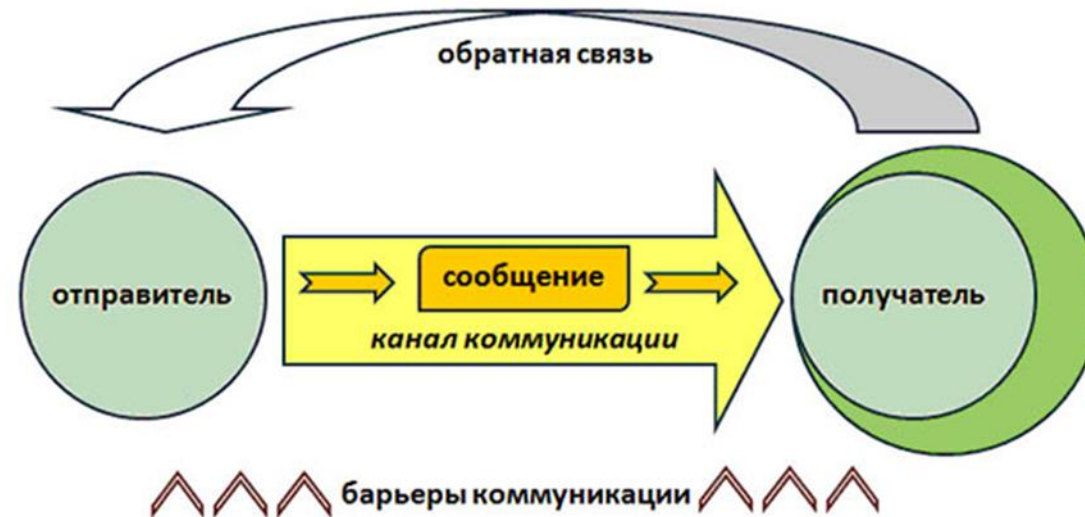 обратная связь
отправитель
сообщение
получатель
канал коммуникации
барьеры коммуникации